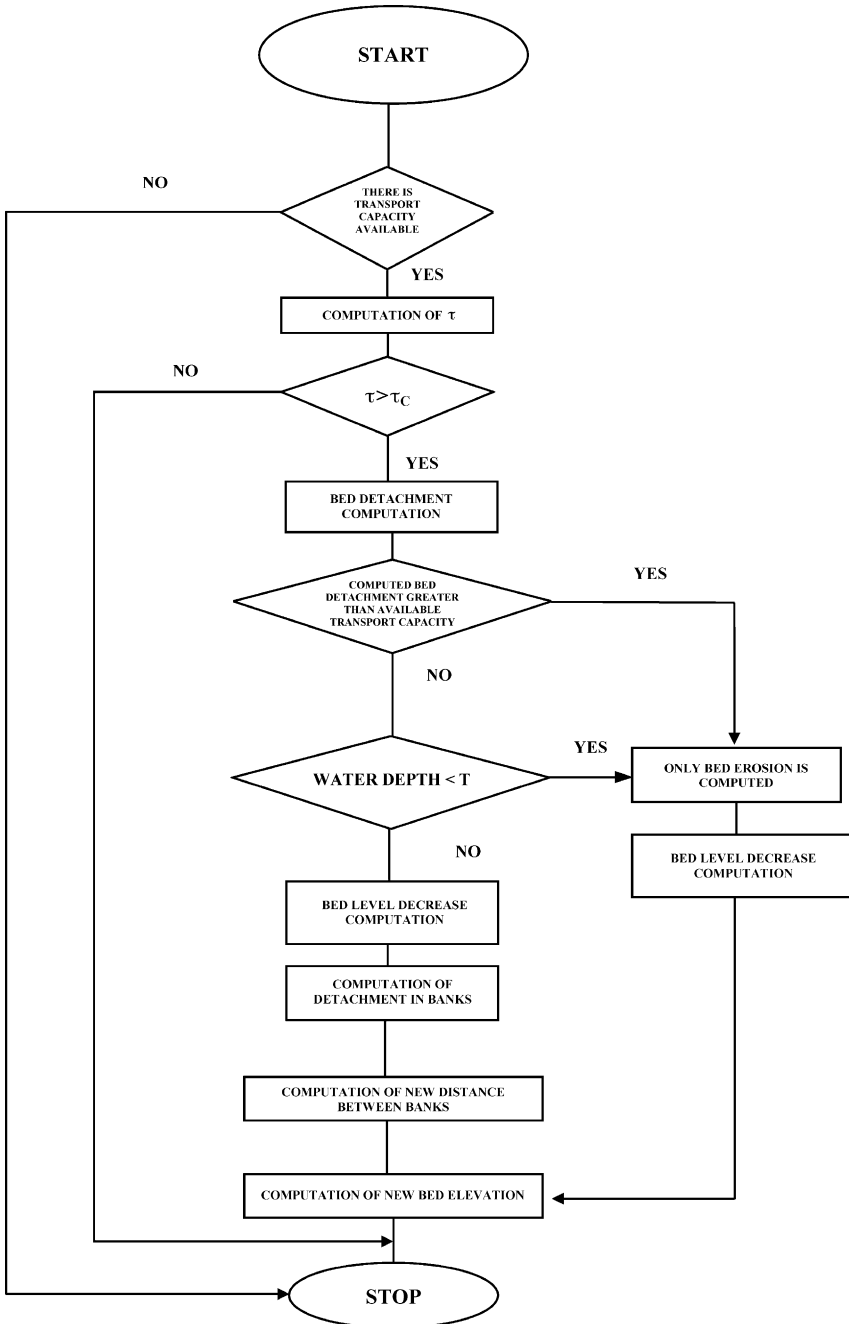 START
NO
THERE IS
TRANSPORT
CAPACITY
AVAILABLE
YES
COMPUTATION OF τ
NO
τ>τC
YES
BED DETACHMENT
COMPUTATION
COMPUTED BED
DETACHMENT GREATER
THAN AVAILABLE
TRANSPORT CAPACITY
YES
NO
WATER DEPTH < T
YES
ONLY BED EROSION IS
COMPUTED
NO
BED LEVEL DECREASE
COMPUTATION
BED LEVEL DECREASE
COMPUTATION
COMPUTATION OF
DETACHMENT IN BANKS
COMPUTATION OF NEW DISTANCE
BETWEEN BANKS
COMPUTATION OF NEW BED ELEVATION
STOP